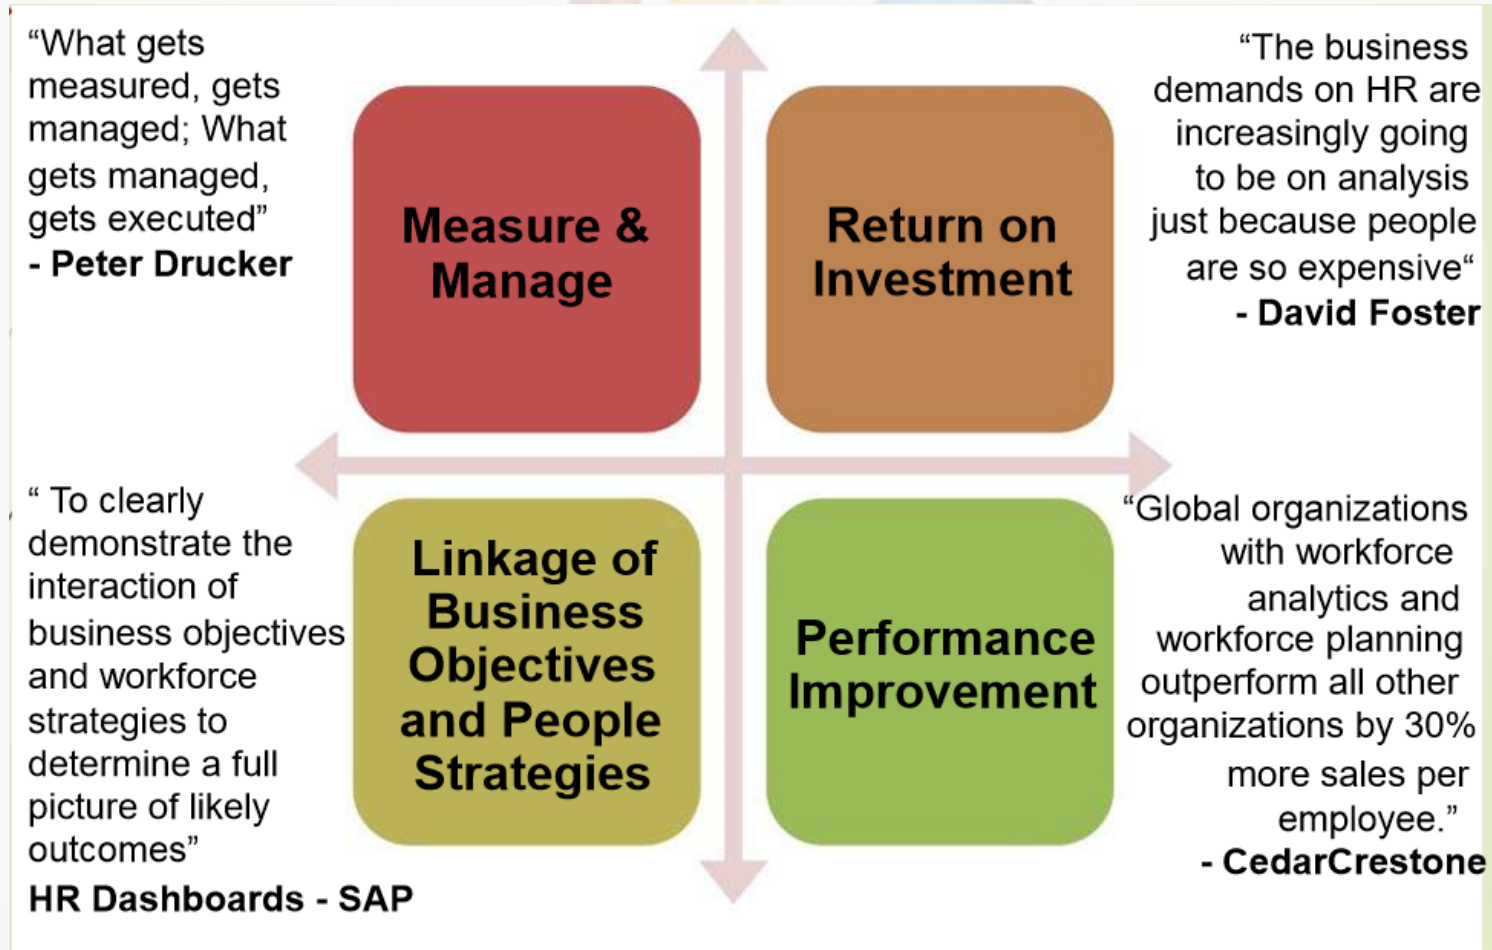 “What gets
measured, gets
managed; What
gets managed,
gets executed”
- Peter Drucker
Measure &
Manage
Return on
Investment
“The business
demands on HR are
increasingly going
to be on analysis
just because people
are so expensive“
- David Foster
“ To clearly
demonstrate the
interaction of
business objectives
and workforce
strategies to
determine a full
picture of likely
outcomes”
HR Dashboards - SAP
Linkage of
Business
Objectives
and People
Strategies
Performance
Improvement
“Global organizations
with workforce
analytics and
workforce planning
outperform all other
organizations by 30%
more sales per
employee.”
- CedarCrestone